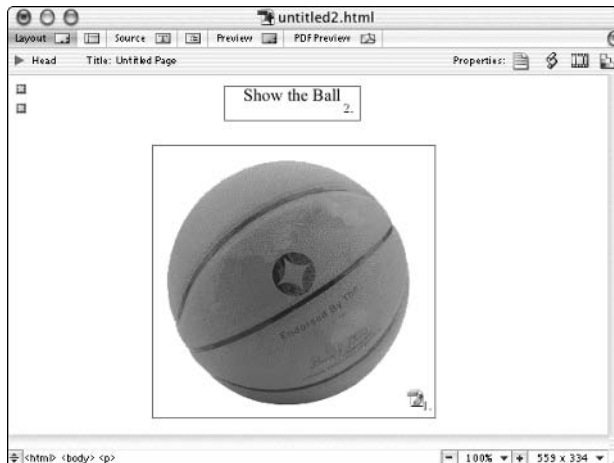 untitled2.html
Layout Source Preview PDF Preview
Head Title: Untitled Page Properties:
Show the Ball
2.
Endorsed By The
1.
<html> <body> <p> 100% 559 x 334